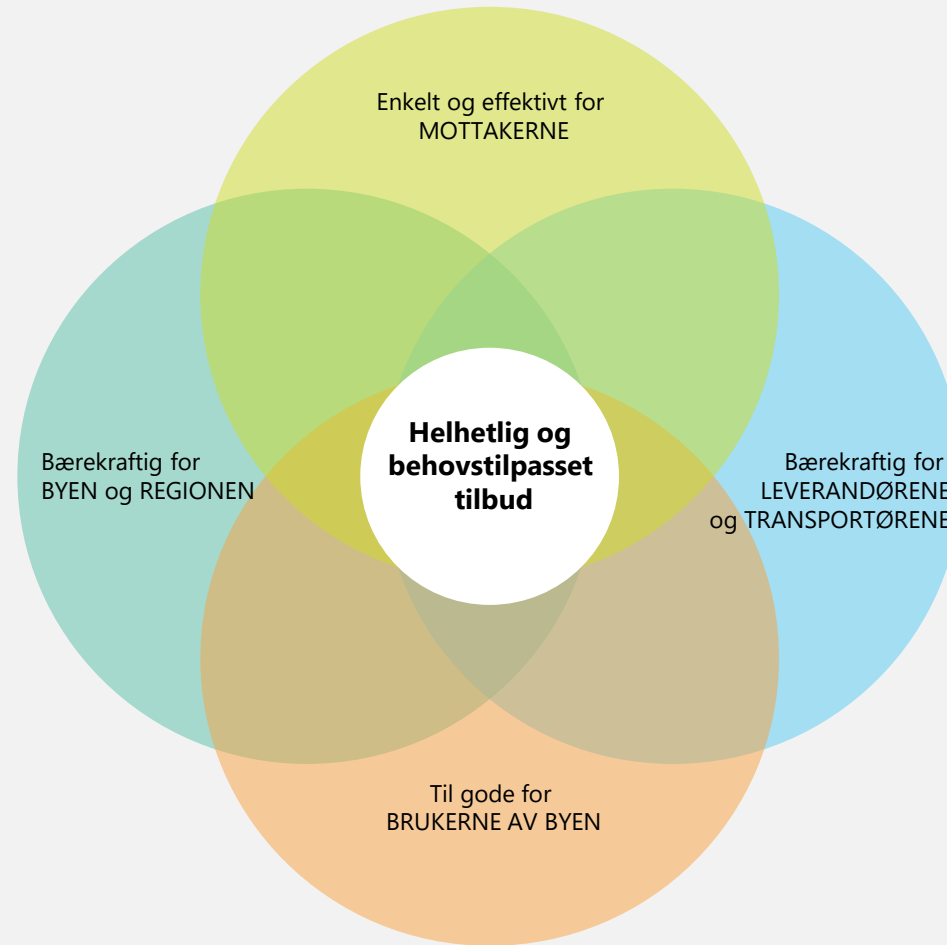 Enkelt og effektivt for
MOTTAKERNE
Bærekraftig for
BYEN og REGIONEN
Helhetlig og
behovstilpasset
tilbud
Bærekraftig for
LEVERANDØRENE
og TRANSPORTØRENE
Til gode for
BRUKERNE AV BYEN